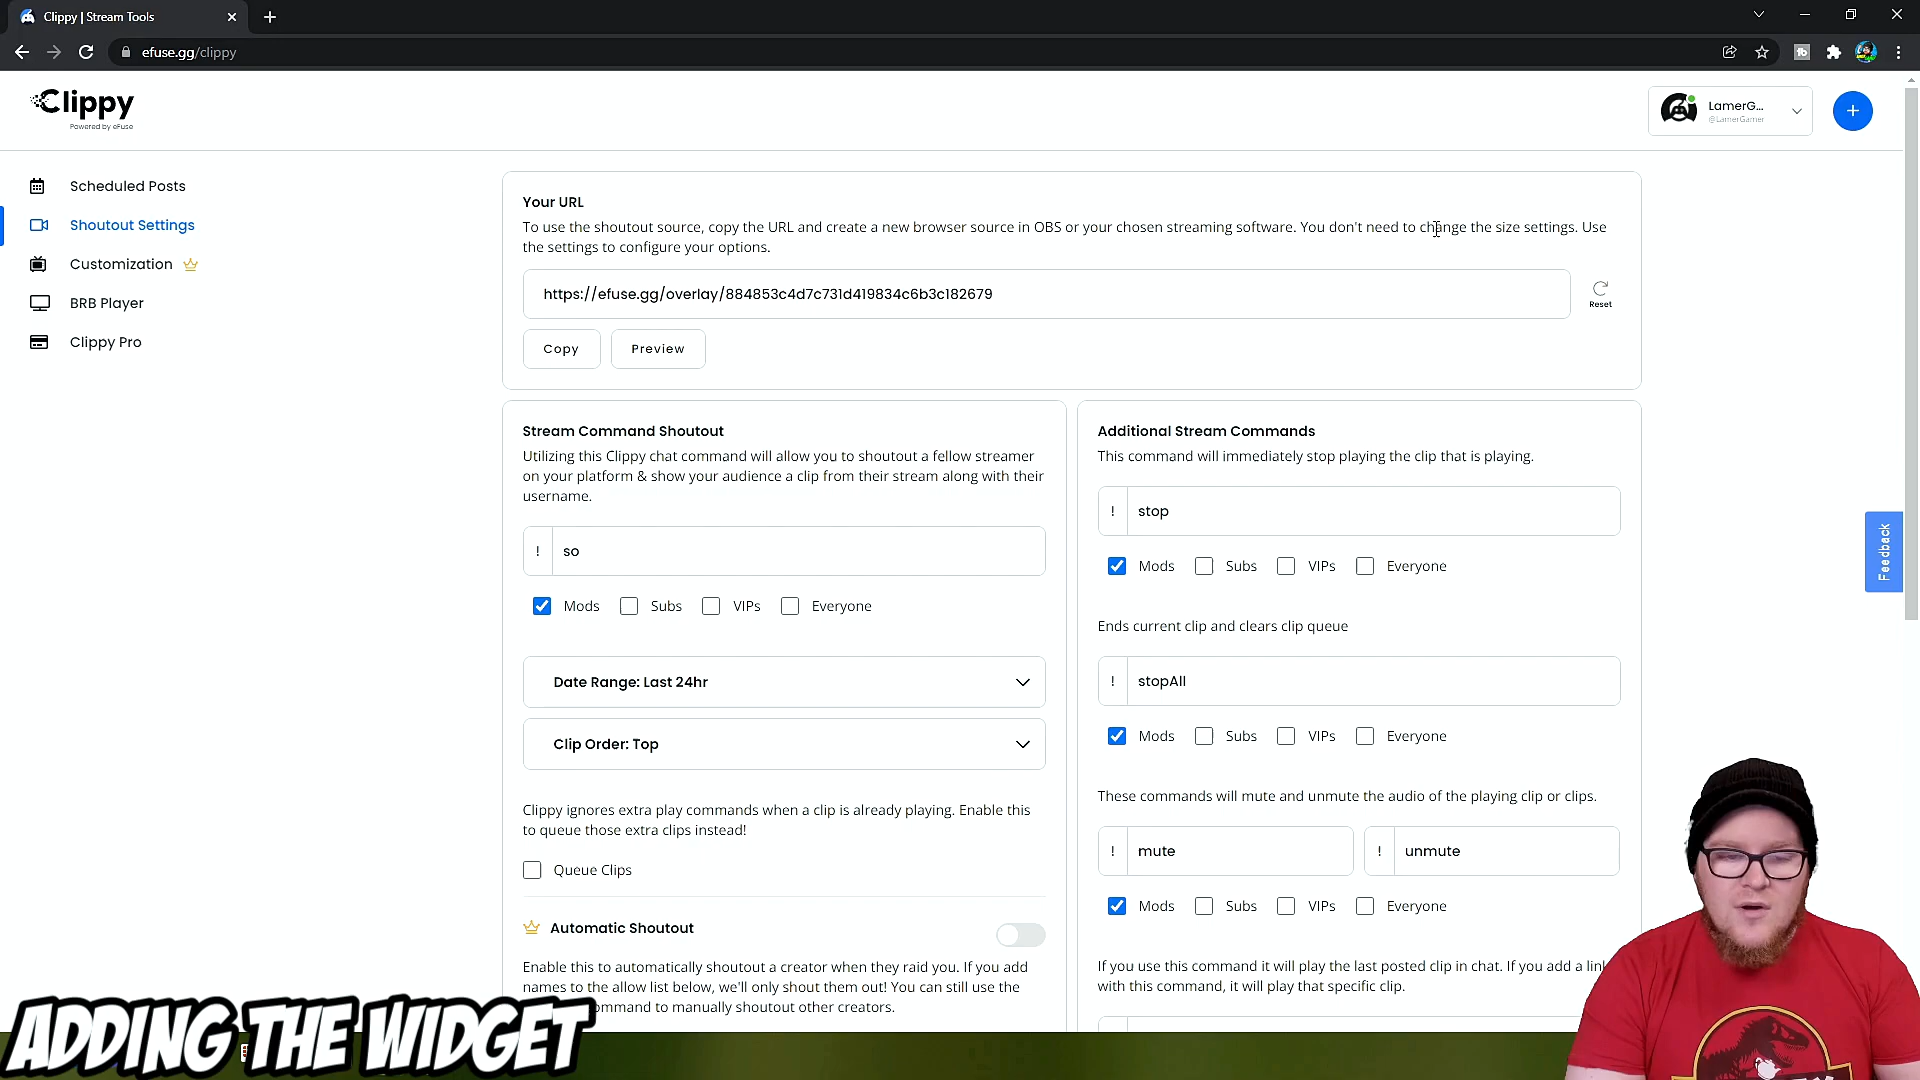 Clippy | Stream Tools
efuse.gg/clippy
Clippy
Powered by eFuse
LamerG...
@LamerGamer
Scheduled Posts
Shoutout Settings
Customization
BRB Player
Clippy Pro
Your URL
To use the shoutout source, copy the URL and create a new browser source in OBS or your chosen streaming software. You don't need to change the size settings. Use
the settings to configure your options.
https://efuse.gg/overlay/884853c4d7c731d419834c6b3c182679
Reset
Copy
Preview
Stream Command Shoutout
Utilizing this Clippy chat command will allow you to shoutout a fellow streamer
on your platform & show your audience a clip from their stream along with their
username.
! so
Mods Subs VIPs Everyone
Date Range: Last 24hr
Clip Order: Top
Clippy ignores extra play commands when a clip is already playing. Enable this
to queue those extra clips instead!
Queue Clips
Automatic Shoutout
Enable this to automatically shoutout a creator when they raid you. If you add
names to the allow list below, we'll only shout them out! You can still use the
ommand to manually shoutout other creators.
Additional Stream Commands
This command will immediately stop playing the clip that is playing.
! stop
Mods Subs VIPs Everyone
Ends current clip and clears clip queue
! stopAll
Mods Subs VIPs Everyone
These commands will mute and unmute the audio of the playing clip or clips.
! mute ! unmute
Mods Subs VIPs Everyone
If you use this command it will play the last posted clip in chat. If you add a link
with this command, it will play that specific clip.
Feedback
ADDING THE WIDGET